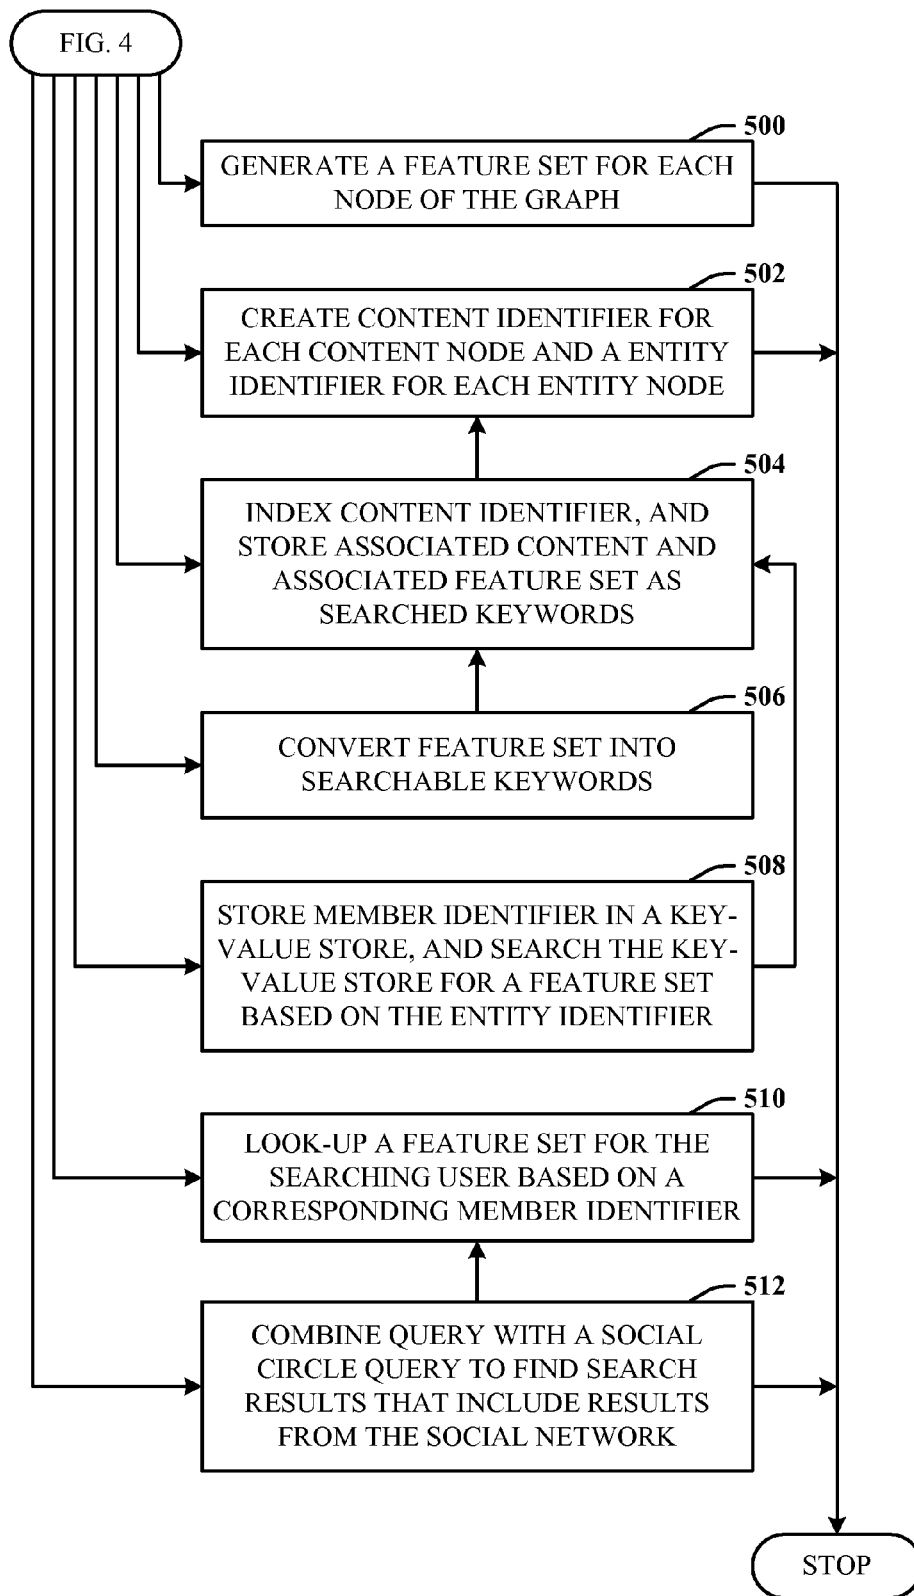 FIG. 4
500
GENERATE A FEATURE SET FOR EACH
NODE OF THE GRAPH
502
CREATE CONTENT IDENTIFIER FOR
EACH CONTENT NODE AND A ENTITY
IDENTIFIER FOR EACH ENTITY NODE
504
INDEX CONTENT IDENTIFIER, AND
STORE ASSOCIATED CONTENT AND
ASSOCIATED FEATURE SET AS
SEARCHED KEYWORDS
506
CONVERT FEATURE SET INTO
SEARCHABLE KEYWORDS
508
STORE MEMBER IDENTIFIER IN A KEY-
VALUE STORE, AND SEARCH THE KEY-
VALUE STORE FOR A FEATURE SET
BASED ON THE ENTITY IDENTIFIER
510
LOOK-UP A FEATURE SET FOR THE
SEARCHING USER BASED ON A
CORRESPONDING MEMBER IDENTIFIER
512
COMBINE QUERY WITH A SOCIAL
CIRCLE QUERY TO FIND SEARCH
RESULTS THAT INCLUDE RESULTS
FROM THE SOCIAL NETWORK
STOP